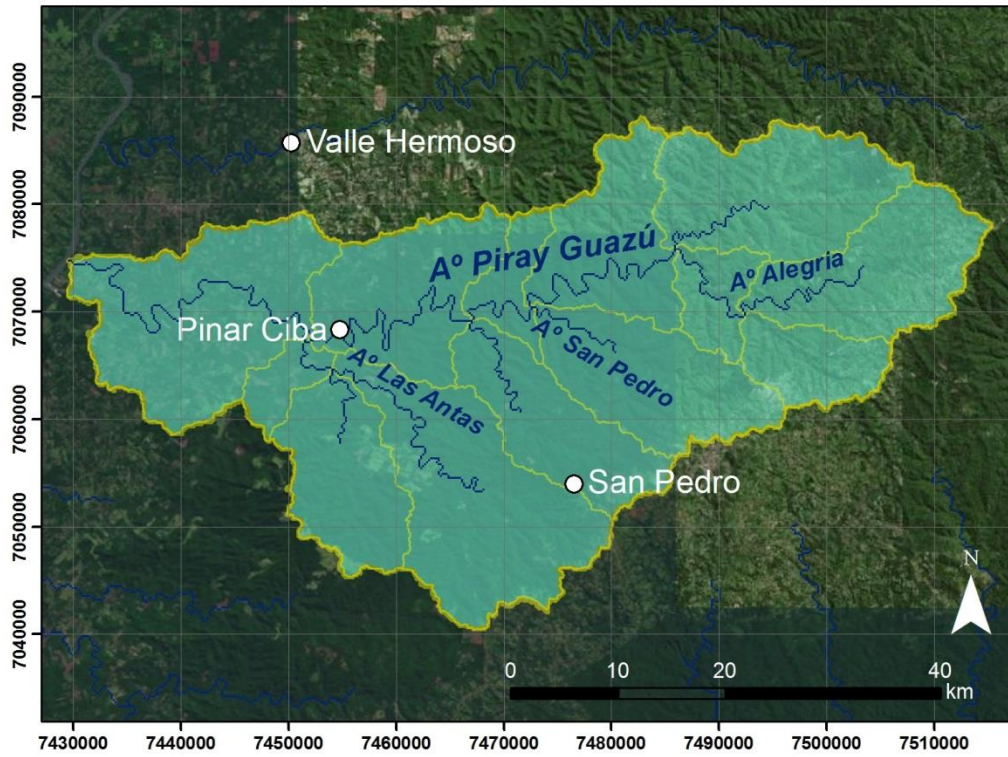 Valle Hermoso
Aº Piray Guazú
Aº Alegria
Pinar Ciba
Aº Las Antas
Aº San Pedro
San Pedro
N
0 10 20 40
km
7090000
7080000
7070000
7060000
7050000
7040000
7430000 7440000 7450000 7460000 7470000 7480000 7490000 7500000 7510000